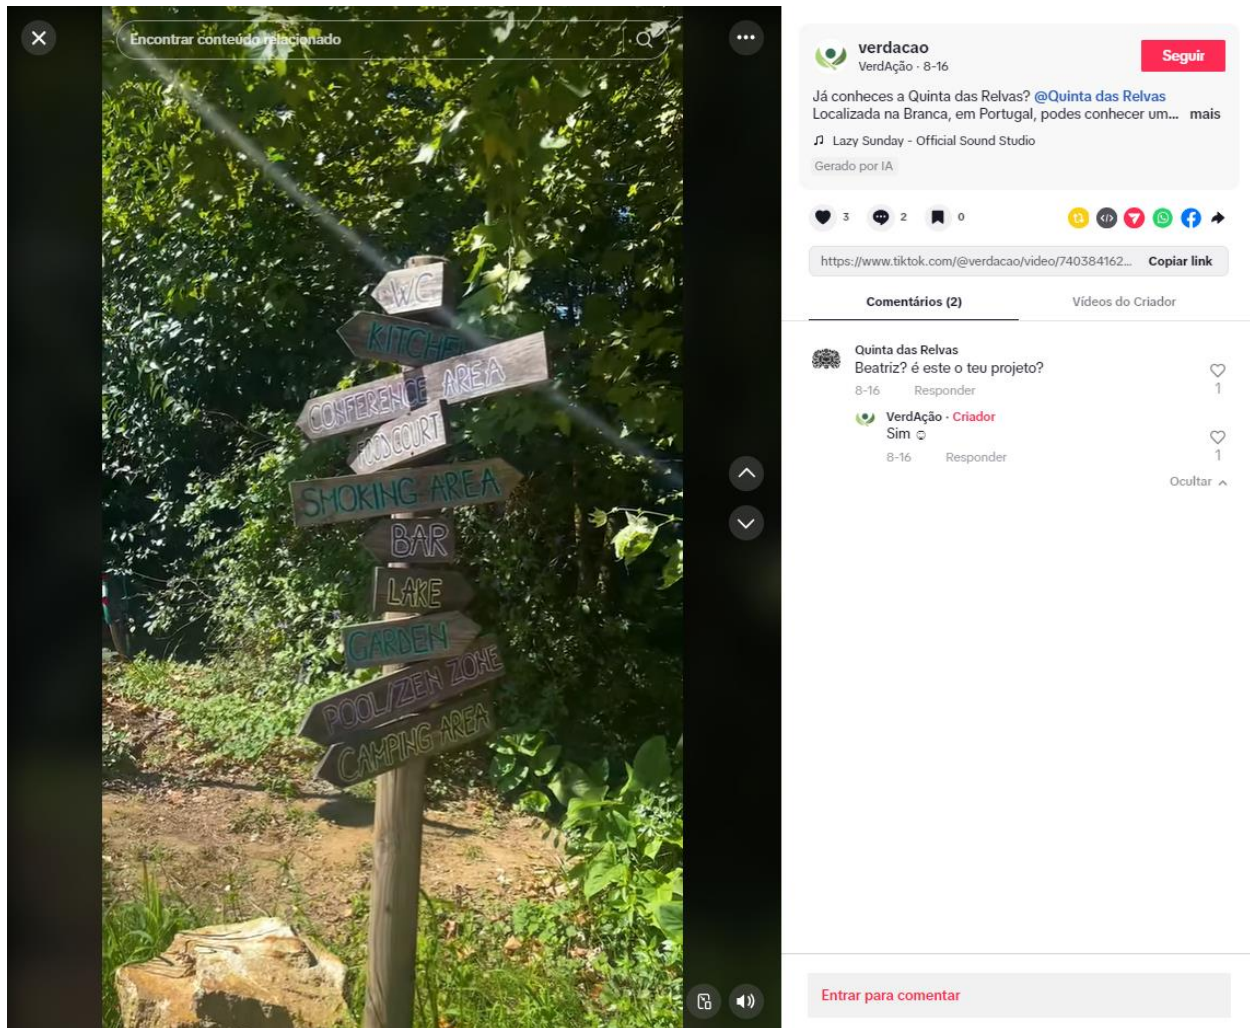 Encontrar conteúdo relacionado
WC
KITCHE
CONFERENCE AREA
FOOD COURT
SMOKING AREA
BAR
LAKE
GARDEN
POOL/ZEN ZONE
CAMPING AREA
verdacao
VerdAção · 8-16
Seguir
Já conheces a Quinta das Relvas? @Quinta das Relvas
Localizada na Branca, em Portugal, podes conhecer um... mais
Lazy Sunday - Official Sound Studio
Gerado por IA
3 2 0
https://www.tiktok.com/@verdacao/video/740384162... Copiar link
Comentários (2) Vídeos do Criador
Quinta das Relvas
Beatriz? é este o teu projeto?
8-16 Responder
1
VerdAção · Criador
Sim ☺
8-16 Responder
1
Ocultar
Entrar para comentar